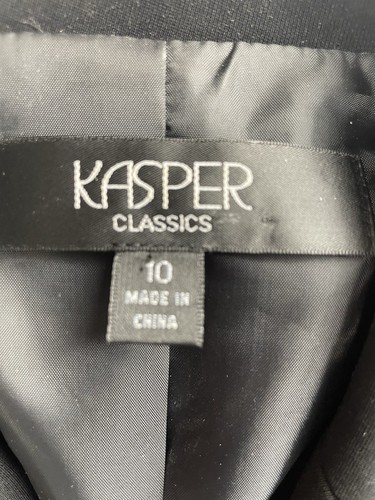 KASPER
CLASSICS
10
MADE IN
CHINA